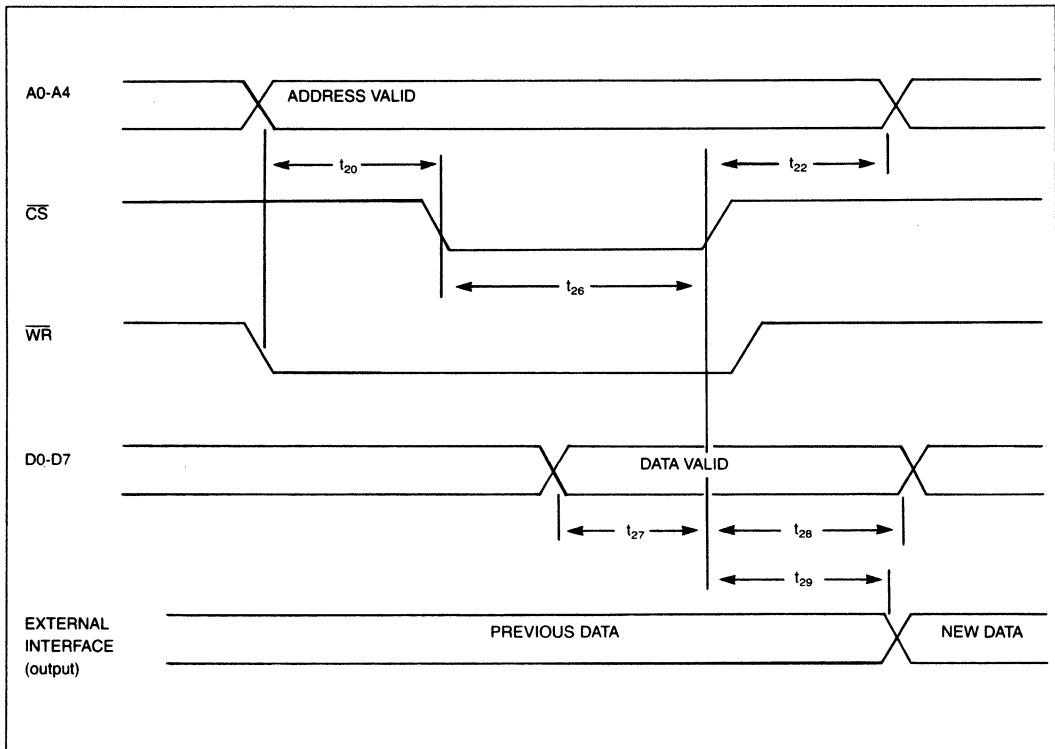 A0-A4
ADDRESS VALID
t20
t22
CS
t26
WR
D0-D7
DATA VALID
t27
t28
t29
EXTERNAL
INTERFACE
(output)
PREVIOUS DATA
NEW DATA